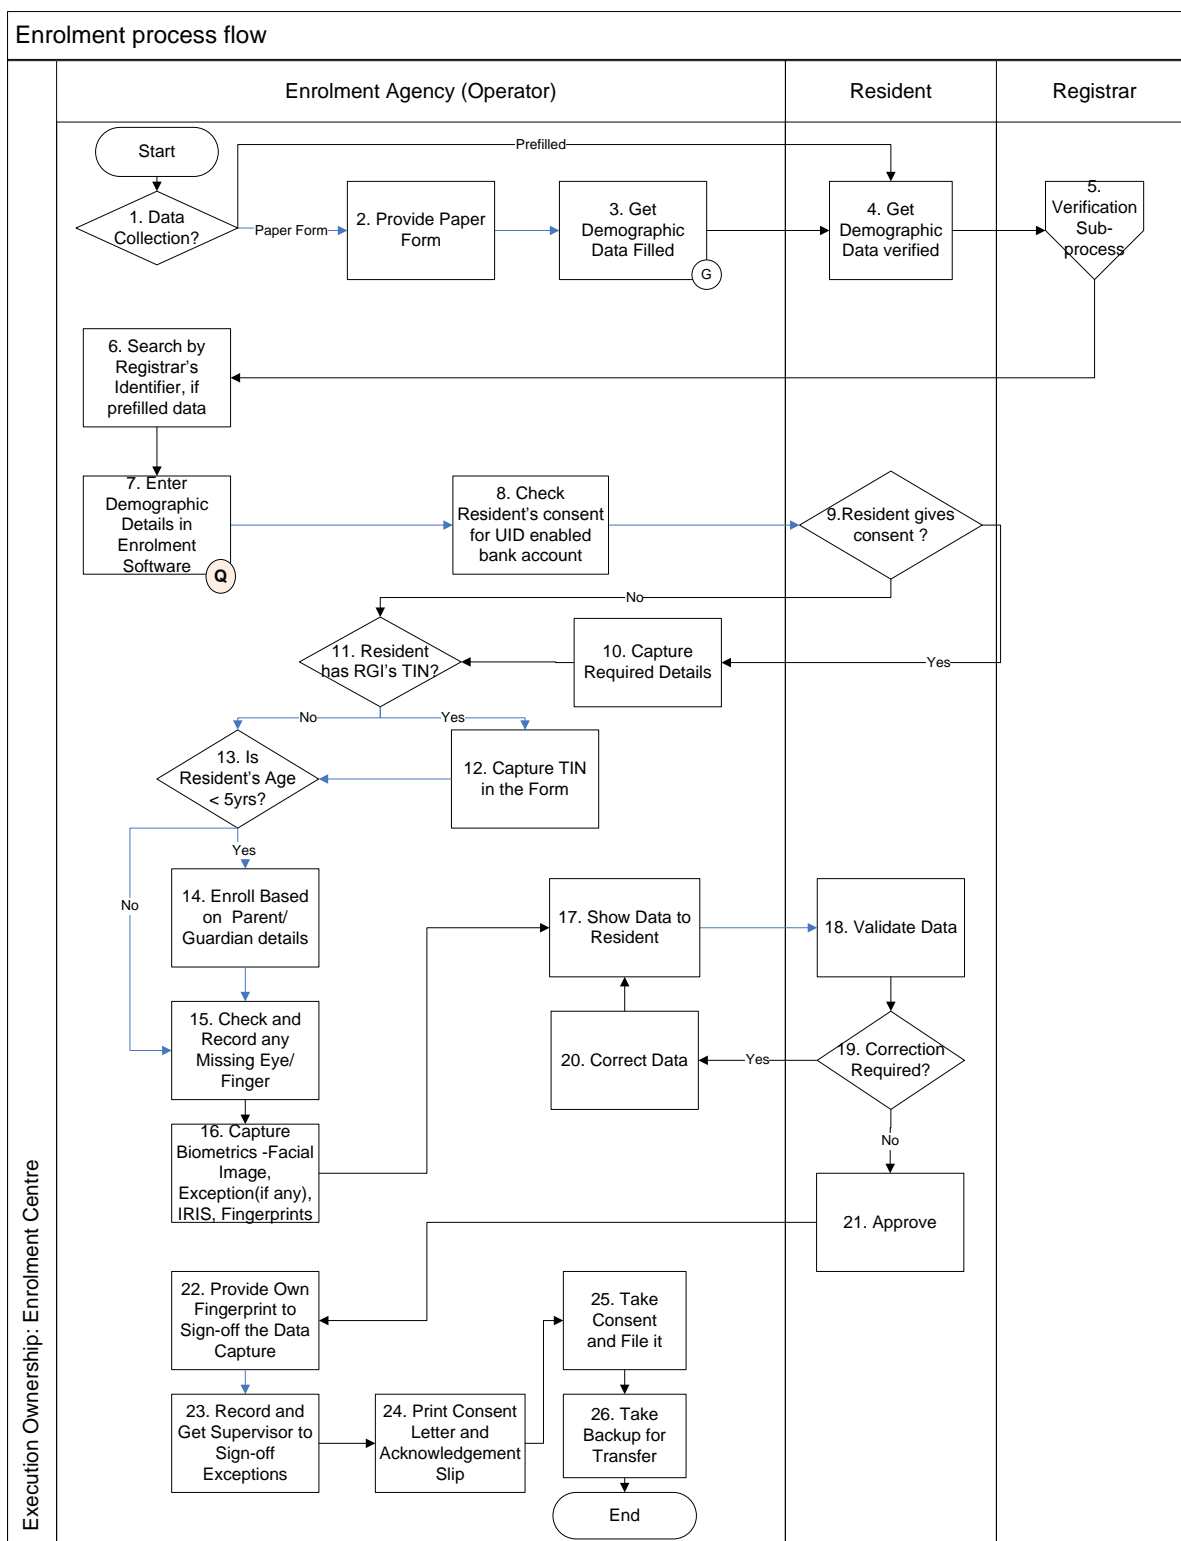 Enrolment process flow
Enrolment Agency (Operator)
Resident
Registrar
Start
Prefilled
1. Data
Collection?
Paper Form
2. Provide Paper
Form
3. Get
Demographic
Data Filled
G
4. Get
Demographic
Data verified
5.
Verification
Sub-
process
6. Search by
Registrar's
Identifier, if
prefilled data
7. Enter
Demographic
Details in
Enrolment
Software
Q
8. Check
Resident's consent
for UID enabled
bank account
9.Resident gives
consent ?
No
Yes
10. Capture
Required Details
11. Resident
has RGI's TIN?
No
Yes
12. Capture TIN
in the Form
13. Is
Resident's Age
< 5yrs?
Yes
No
14. Enroll Based
on Parent/
Guardian details
15. Check and
Record any
Missing Eye/
Finger
16. Capture
Biometrics -Facial
Image,
Exception(if any),
IRIS, Fingerprints
17. Show Data to
Resident
18. Validate Data
19. Correction
Required?
Yes
20. Correct Data
No
21. Approve
22. Provide Own
Fingerprint to
Sign-off the Data
Capture
23. Record and
Get Supervisor to
Sign-off
Exceptions
24. Print Consent
Letter and
Acknowledgement
Slip
25. Take
Consent
and File it
26. Take
Backup for
Transfer
End
Execution Ownership: Enrolment Centre